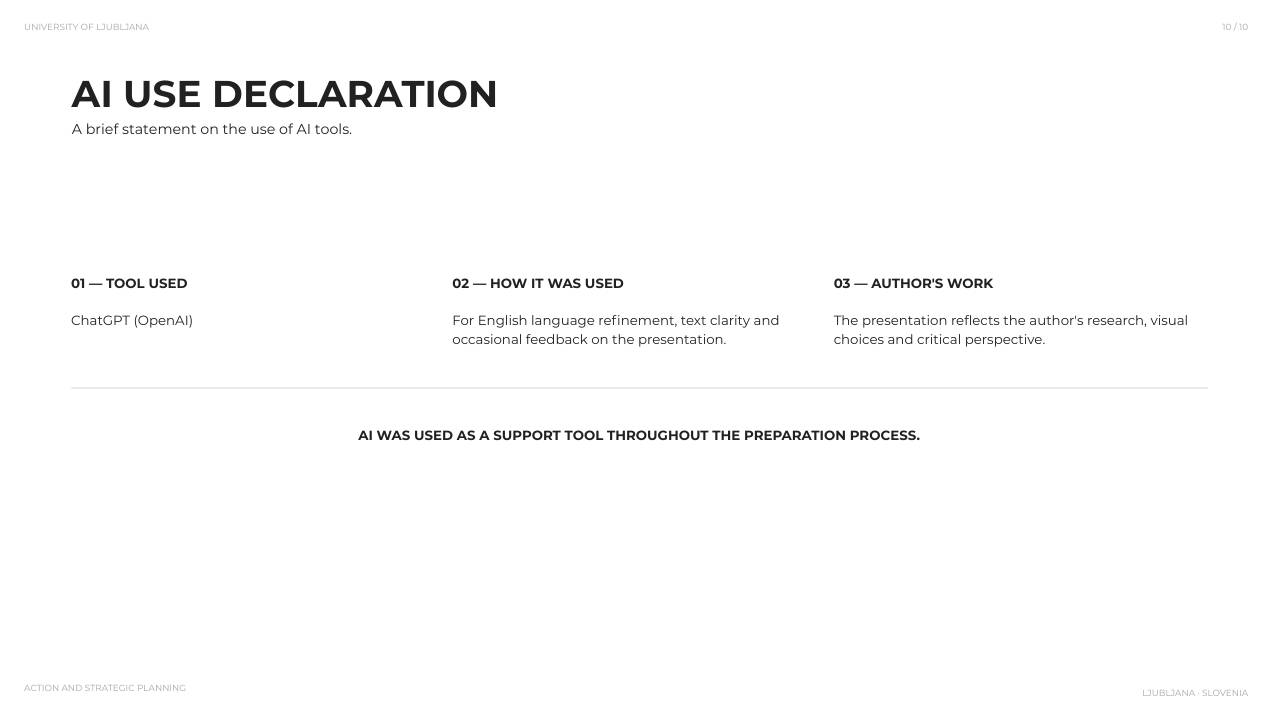 UNIVERSITY OF LJUBLJANA
10 / 10
AI USE DECLARATION
A brief statement on the use of AI tools.
01 — TOOL USED
ChatGPT (OpenAI)
02 — HOW IT WAS USED
For English language refinement, text clarity and
occasional feedback on the presentation.
03 — AUTHOR'S WORK
The presentation reflects the author's research, visual
choices and critical perspective.
AI WAS USED AS A SUPPORT TOOL THROUGHOUT THE PREPARATION PROCESS.
ACTION AND STRATEGIC PLANNING
LJUBLJANA · SLOVENIA